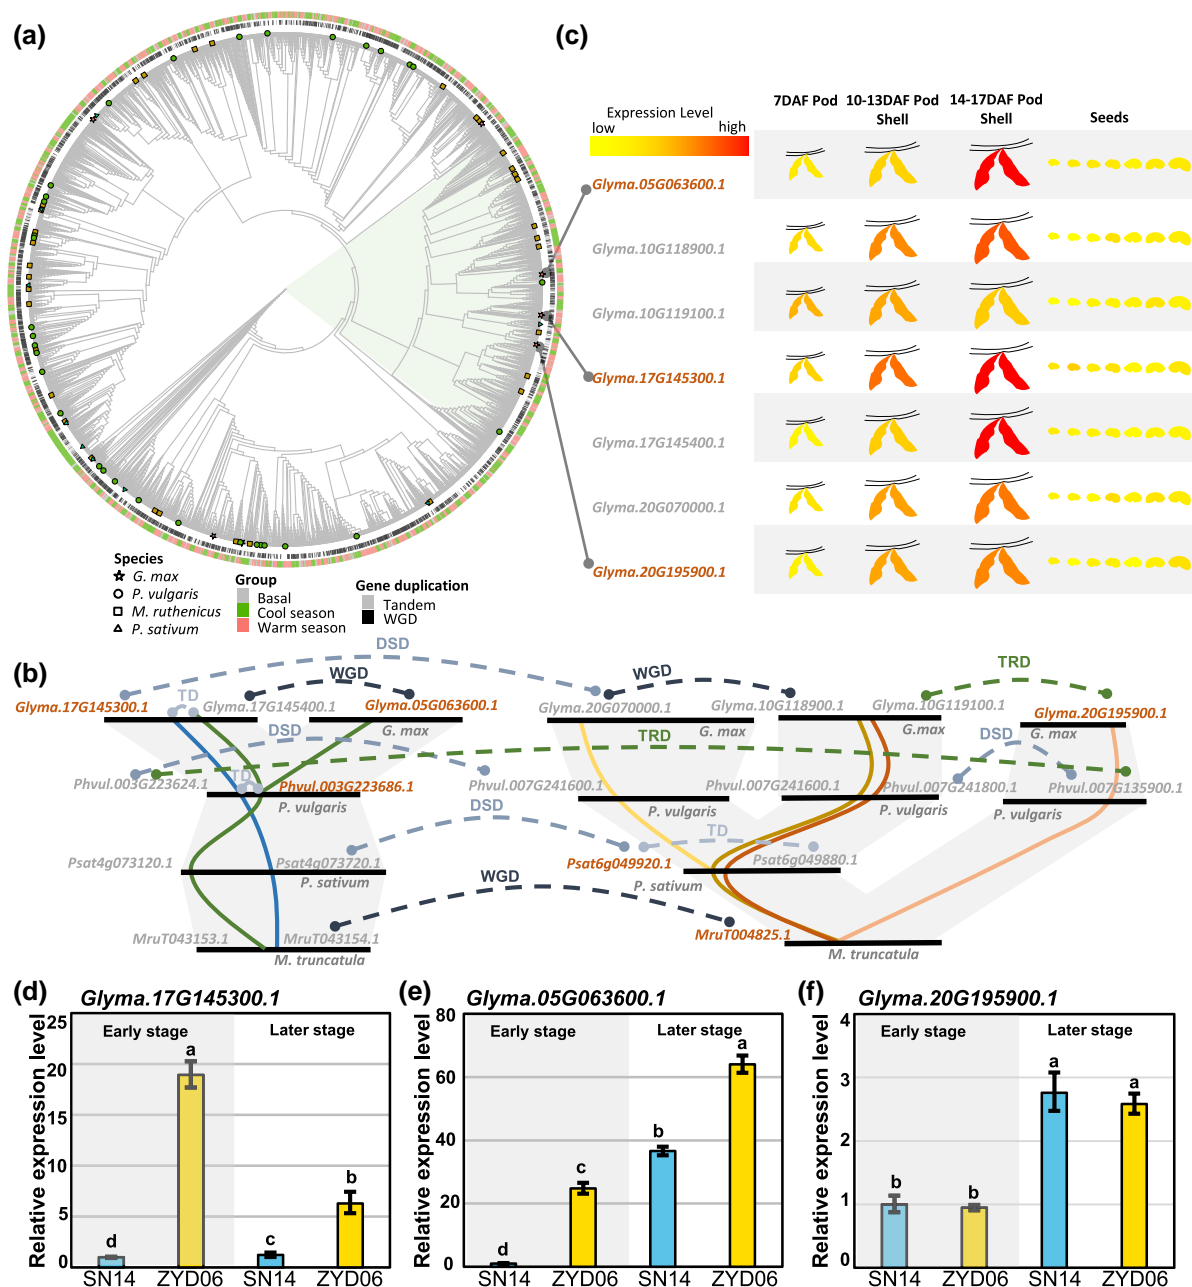 (a)
Species
G. max
P. vulgaris
M. ruthenicus
P. sativum
Group
Basal
Cool season
Warm season
Gene duplication
Tandem
WGD
(c)
Expression Level
low high
7DAF Pod
10-13DAF Pod
Shell
14-17DAF Pod
Shell
Seeds
Glyma.05G063600.1
Glyma.10G118900.1
Glyma.10G119100.1
Glyma.17G145300.1
Glyma.17G145400.1
Glyma.20G070000.1
Glyma.20G195900.1
(b)
DSD
WGD
WGD
TRD
Glyma.17G145300.1
TD
Glyma.17G145400.1
Glyma.05G063600.1
Glyma.20G070000.1
Glyma.10G118900.1
Glyma.10G119100.1
Glyma.20G195900.1
G. max
G. max
G. max
G. max
DSD
TRD
DSD
Phvul.003G223624.1
TD
Phvul.003G223686.1
Phvul.007G241600.1
Phvul.007G241600.1
Phvul.007G241800.1
Phvul.007G135900.1
P. vulgaris
P. vulgaris
P. vulgaris
P. vulgaris
DSD
TD
Psat4g073120.1
Psat4g073720.1
Psat6g049920.1
Psat6g049880.1
P. sativum
P. sativum
WGD
MruT043153.1
MruT043154.1
MruT004825.1
M. truncatula
M. truncatula
(d)
Glyma.17G145300.1
Relative expression level
25
20
15
10
5
0
Early stage
Later stage
d
a
c
b
SN14 ZYD06 SN14 ZYD06
(e)
Glyma.05G063600.1
Relative expression level
80
60
40
20
0
Early stage
Later stage
d
c
b
a
SN14 ZYD06 SN14 ZYD06
(f)
Glyma.20G195900.1
Relative expression level
4
3
2
1
0
Early stage
Later stage
b
b
a
a
SN14 ZYD06 SN14 ZYD06